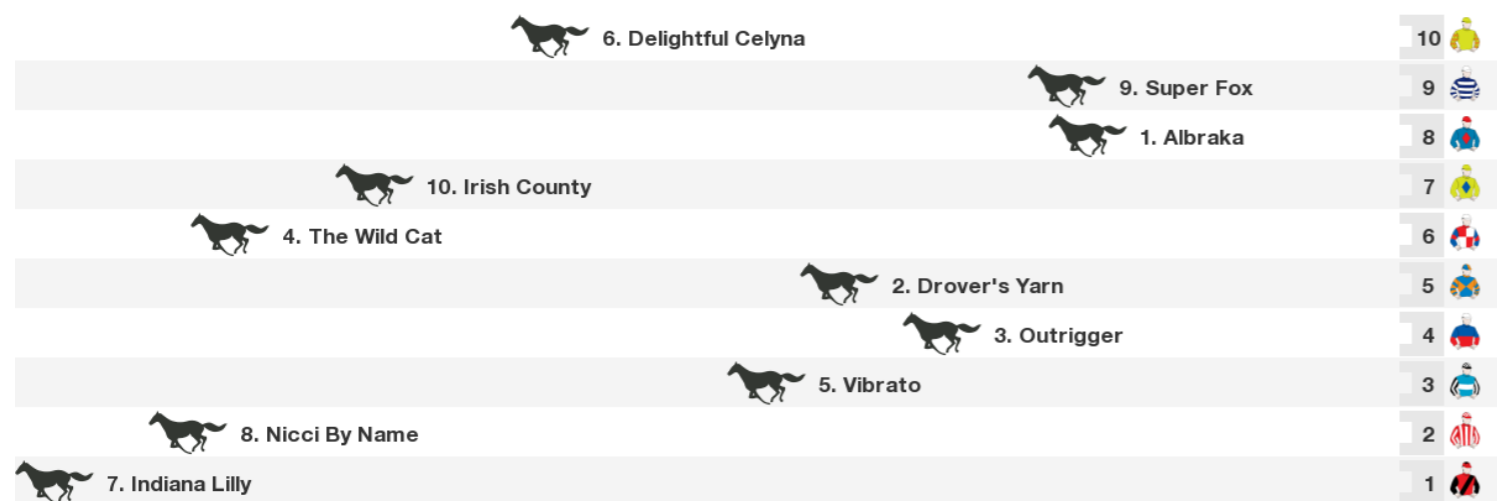 6. Delightful Celyna 10
9. Super Fox 9
1. Albraka 8
10. Irish County 7
4. The Wild Cat 6
2. Drover's Yarn 5
3. Outrigger 4
5. Vibrato 3
8. Nicci By Name 2
7. Indiana Lilly 1